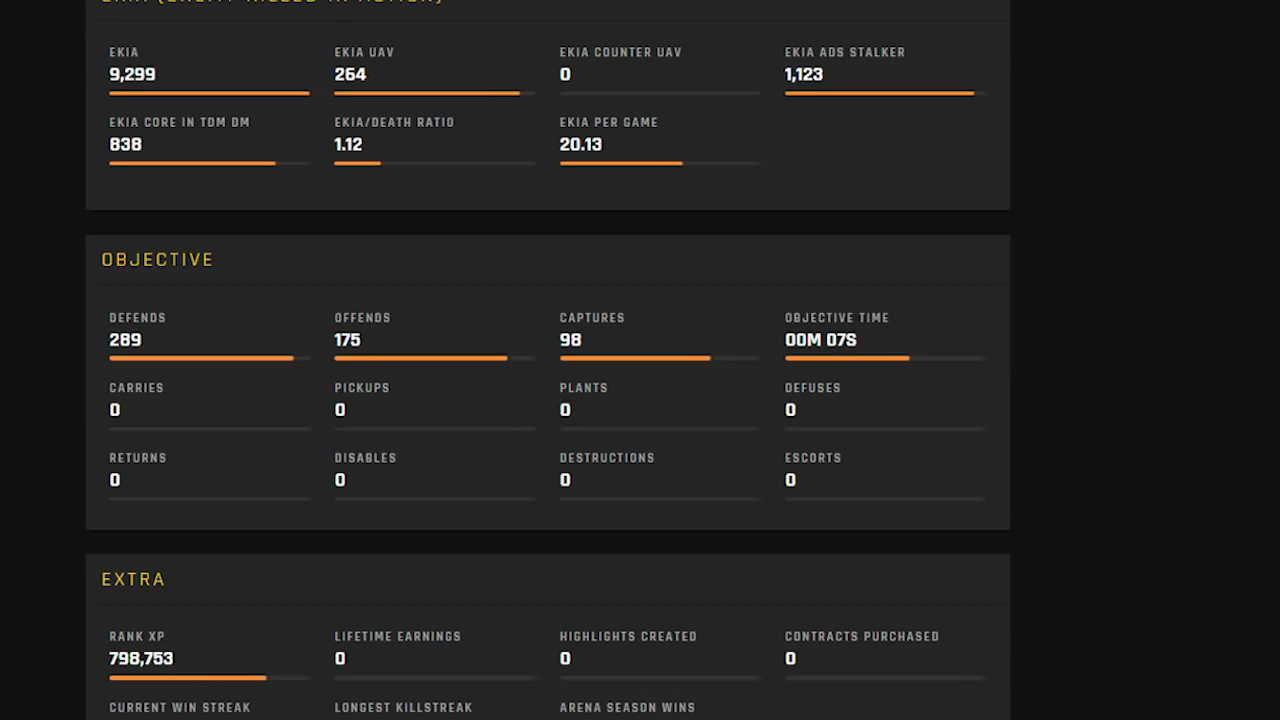 EKIA EKIA UAV EKIA COUNTER UAV EKIA ADS STALKER
9,299 264 0 1,123
EKIA CORE IN TDM DM EKIA/DEATH RATIO EKIA PER GAME
838 1.12 20.13
OBJECTIVE
DEFENDS OFFENDS CAPTURES OBJECTIVE TIME
289 175 98 00M 07S
CARRIES PICKUPS PLANTS DEFUSES
0 0 0 0
RETURNS DISABLES DESTRUCTIONS ESCORTS
0 0 0 0
EXTRA
RANK XP LIFETIME EARNINGS HIGHLIGHTS CREATED CONTRACTS PURCHASED
798,753 0 0 0
CURRENT WIN STREAK LONGEST KILLSTREAK ARENA SEASON WINS